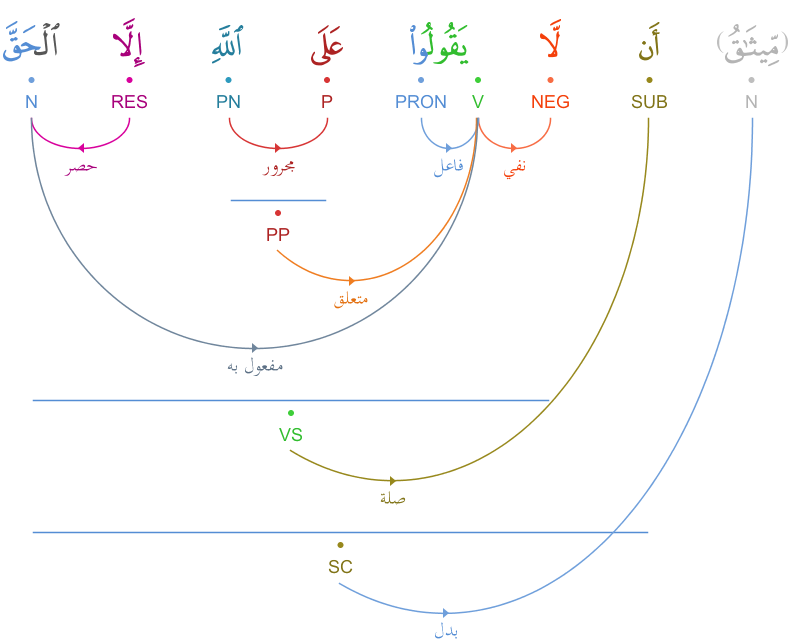 (مِّيثَٰقُ) أَن لَّا يَقُولُوا۟ عَلَى ٱللَّهِ إِلَّا ٱلْحَقَّ
N RES PN P PRON V NEG SUB N
حصر مجرور فاعل نفي
PP
متعلق
مفعول به
VS
صلة
SC
بدل